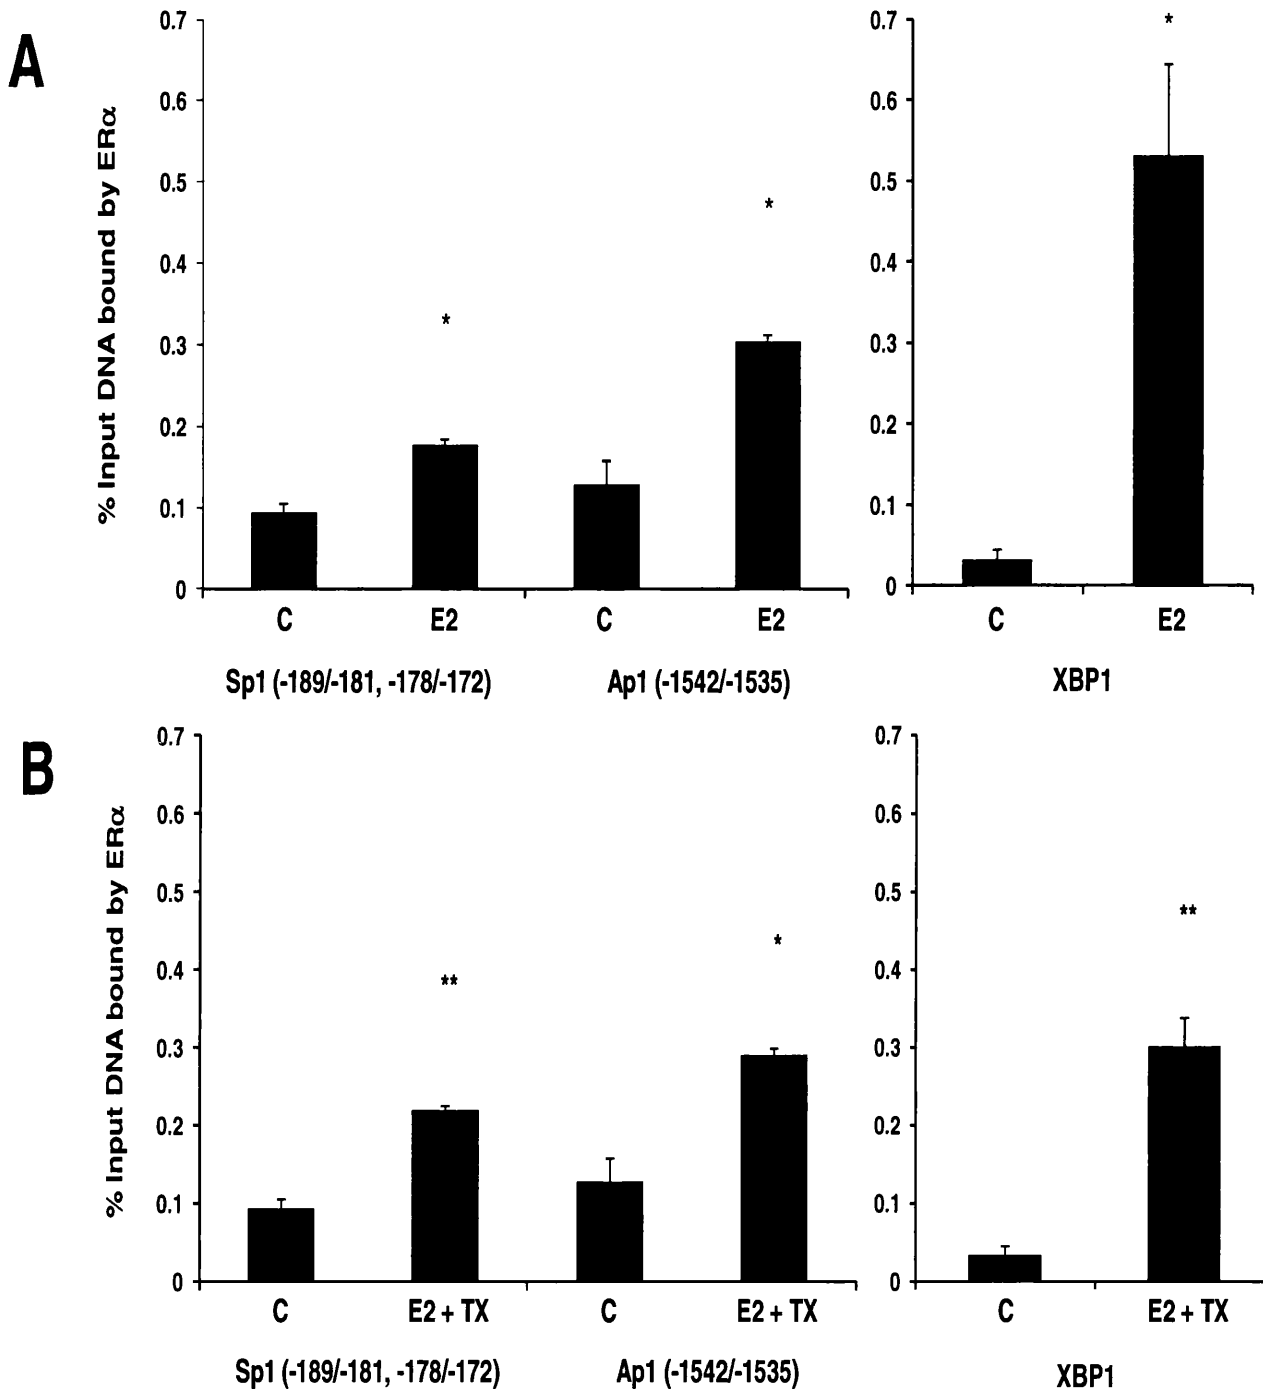 A
% Input DNA bound by ERα
0.7
0.6
0.5
0.4
0.3
0.2
0.1
0
*
*
C
E2
C
E2
Sp1 (-189/-181, -178/-172)
Ap1 (-1542/-1535)
0.7
0.6
0.5
0.4
0.3
0.2
0.1
0
*
C
E2
XBP1
B
% Input DNA bound by ERα
0.7
0.6
0.5
0.4
0.3
0.2
0.1
0
**
*
C
E2 + TX
C
E2 + TX
Sp1 (-189/-181, -178/-172)
Ap1 (-1542/-1535)
0.7
0.6
0.5
0.4
0.3
0.2
0.1
0
**
C
E2 + TX
XBP1